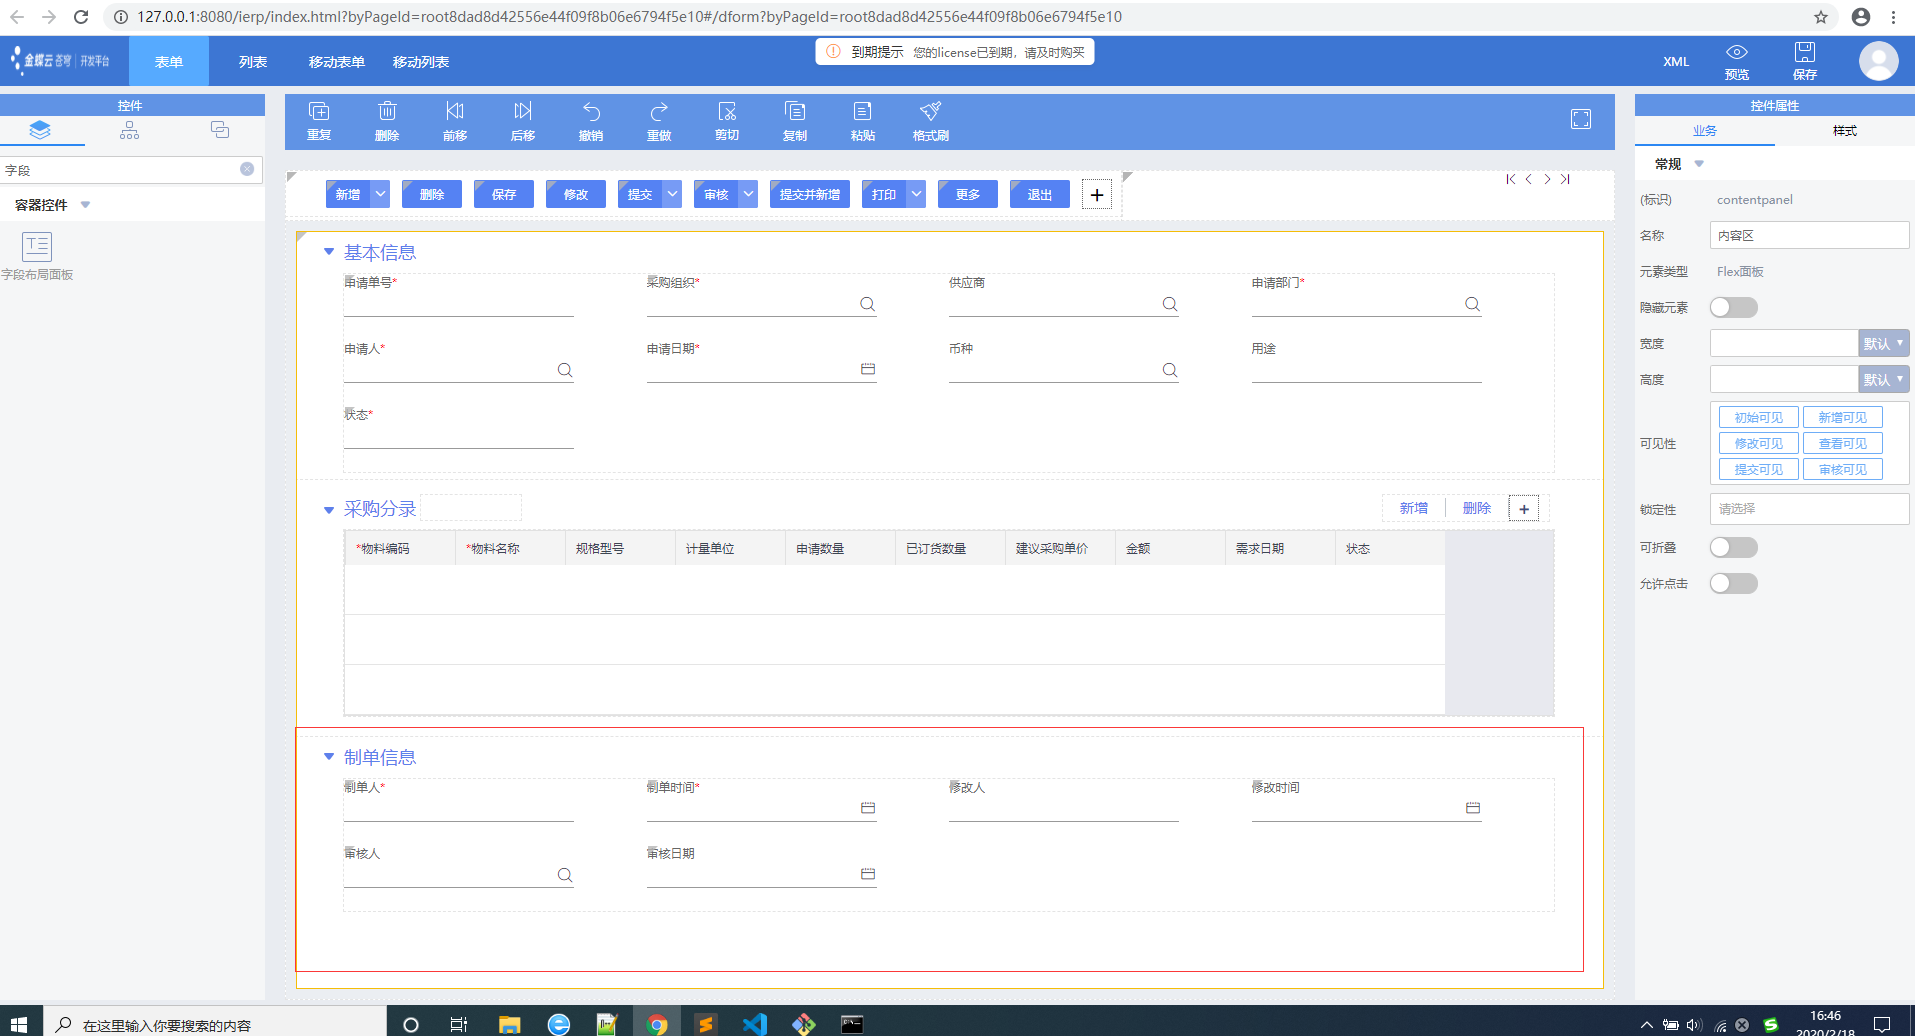 127.0.0.1:8080/ierp/index.html?byPageId=root8dad8d42556e44f09f8b06e6794f5e10#/dform?byPageId=root8dad8d42556e44f09f8b06e6794f5e10
金蝶云 苍穹 | 开发平台 表单 列表 移动表单 移动列表 到期提示 您的license已到期，请及时购买 XML 预览 保存
控件
字段
容器控件
字段布局面板
重复 删除 前移 后移 撤销 重做 剪切 复制 粘贴 格式刷
新增 删除 保存 修改 提交 审核 提交并新增 打印 更多 退出 +
基本信息
申请单号* 采购组织* 供应商 申请部门*
申请人* 申请日期* 币种 用途
状态*
采购分录 新增 删除 +
*物料编码 *物料名称 规格型号 计量单位 申请数量 已订货数量 建议采购单价 金额 需求日期 状态
制单信息
制单人* 制单时间* 修改人 修改时间
审核人 审核日期
控件属性
业务 样式
常规
(标识) contentpanel
名称 内容区
元素类型 Flex面板
隐藏元素
宽度 默认
高度 默认
可见性 初始可见 新增可见
修改可见 查看可见
提交可见 审核可见
锁定性 请选择
可折叠
允许点击
在这里输入你要搜索的内容
16:46
2020/2/18